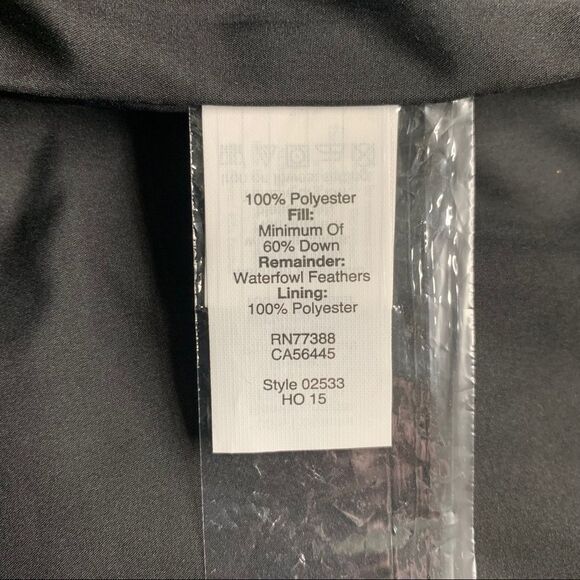 100% Polyester
Fill:
Minimum Of
60% Down
Remainder:
Waterfowl Feathers
Lining:
100% Polyester
RN77388
CA56445
Style 02533
HO 15